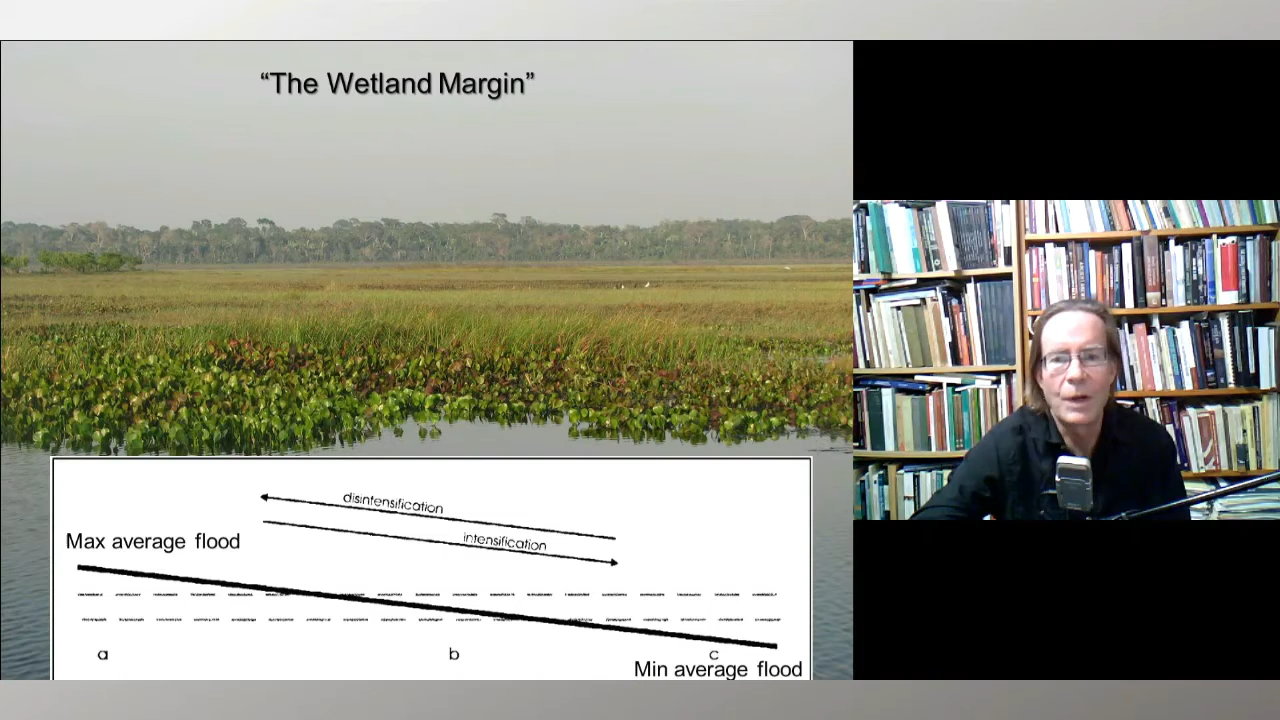 “The Wetland Margin”
disintensification
intensification
Max average flood
a
b
c
Min average flood